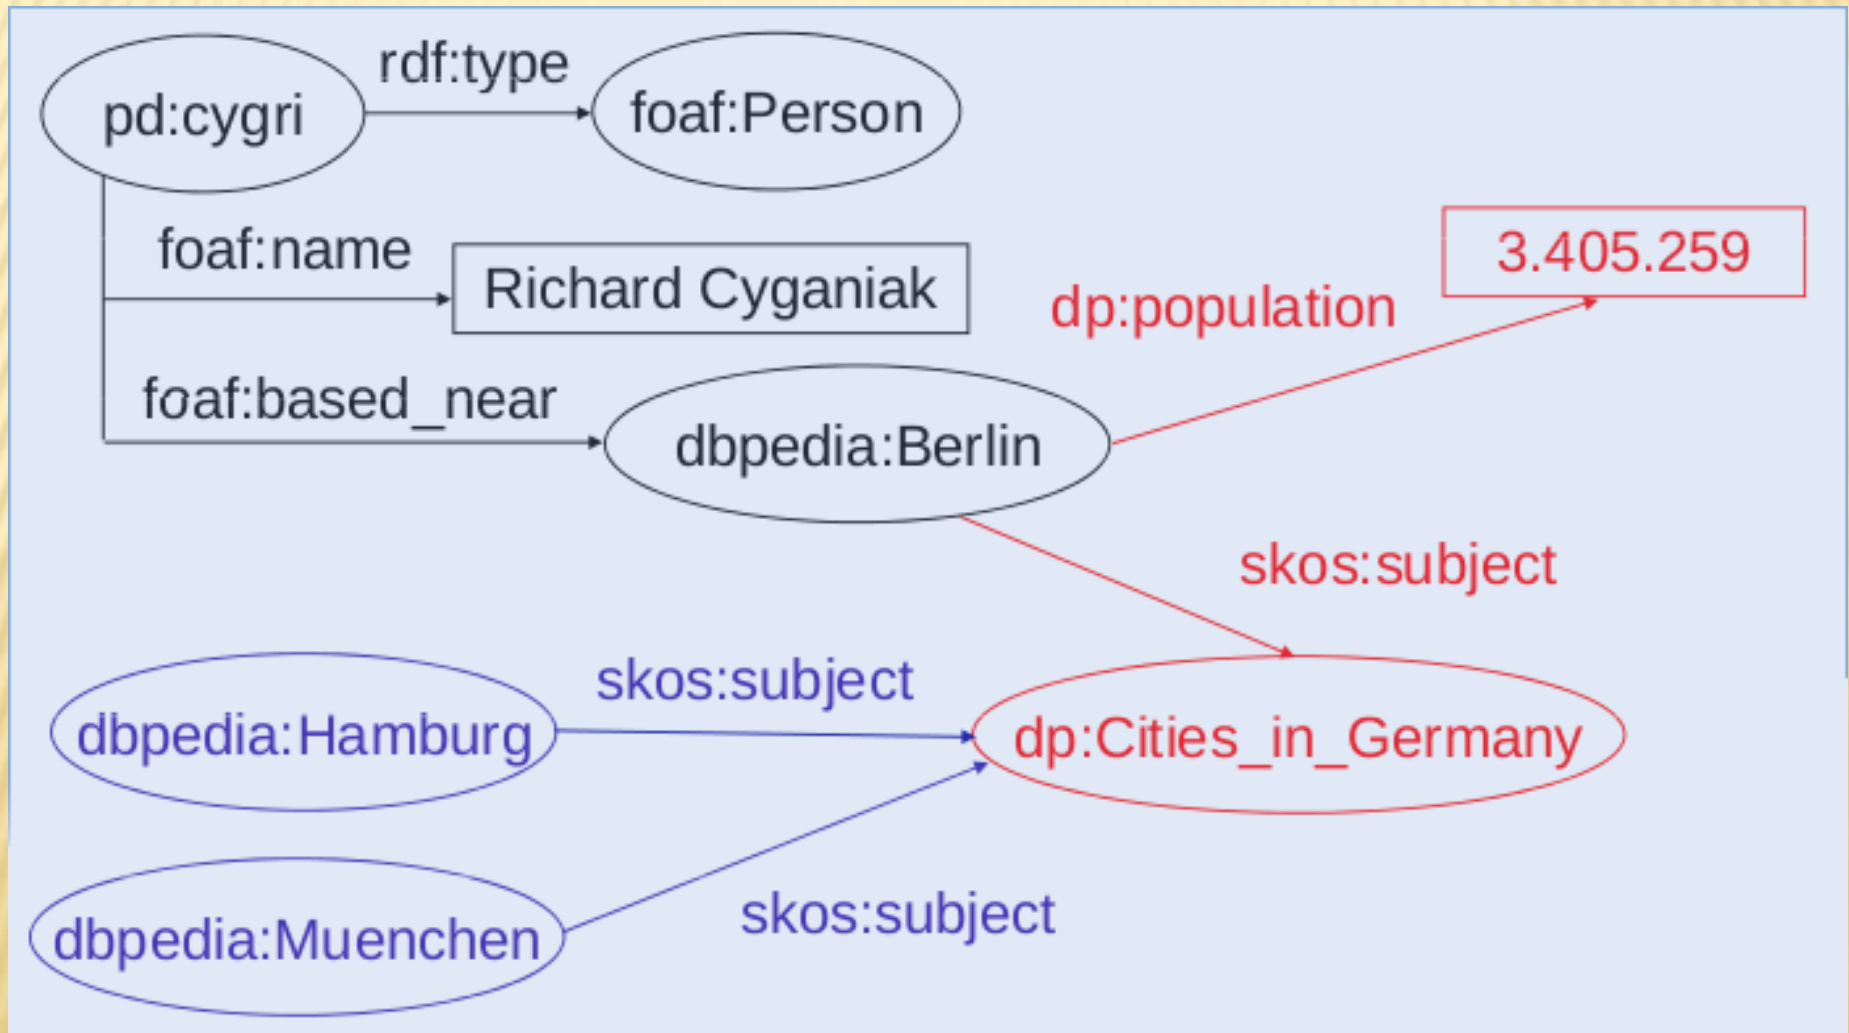 rdf:type
pd:cygri
foaf:Person
foaf:name
Richard Cyganiak
3.405.259
dp:population
foaf:based_near
dbpedia:Berlin
skos:subject
skos:subject
dbpedia:Hamburg
dp:Cities_in_Germany
skos:subject
dbpedia:Muenchen